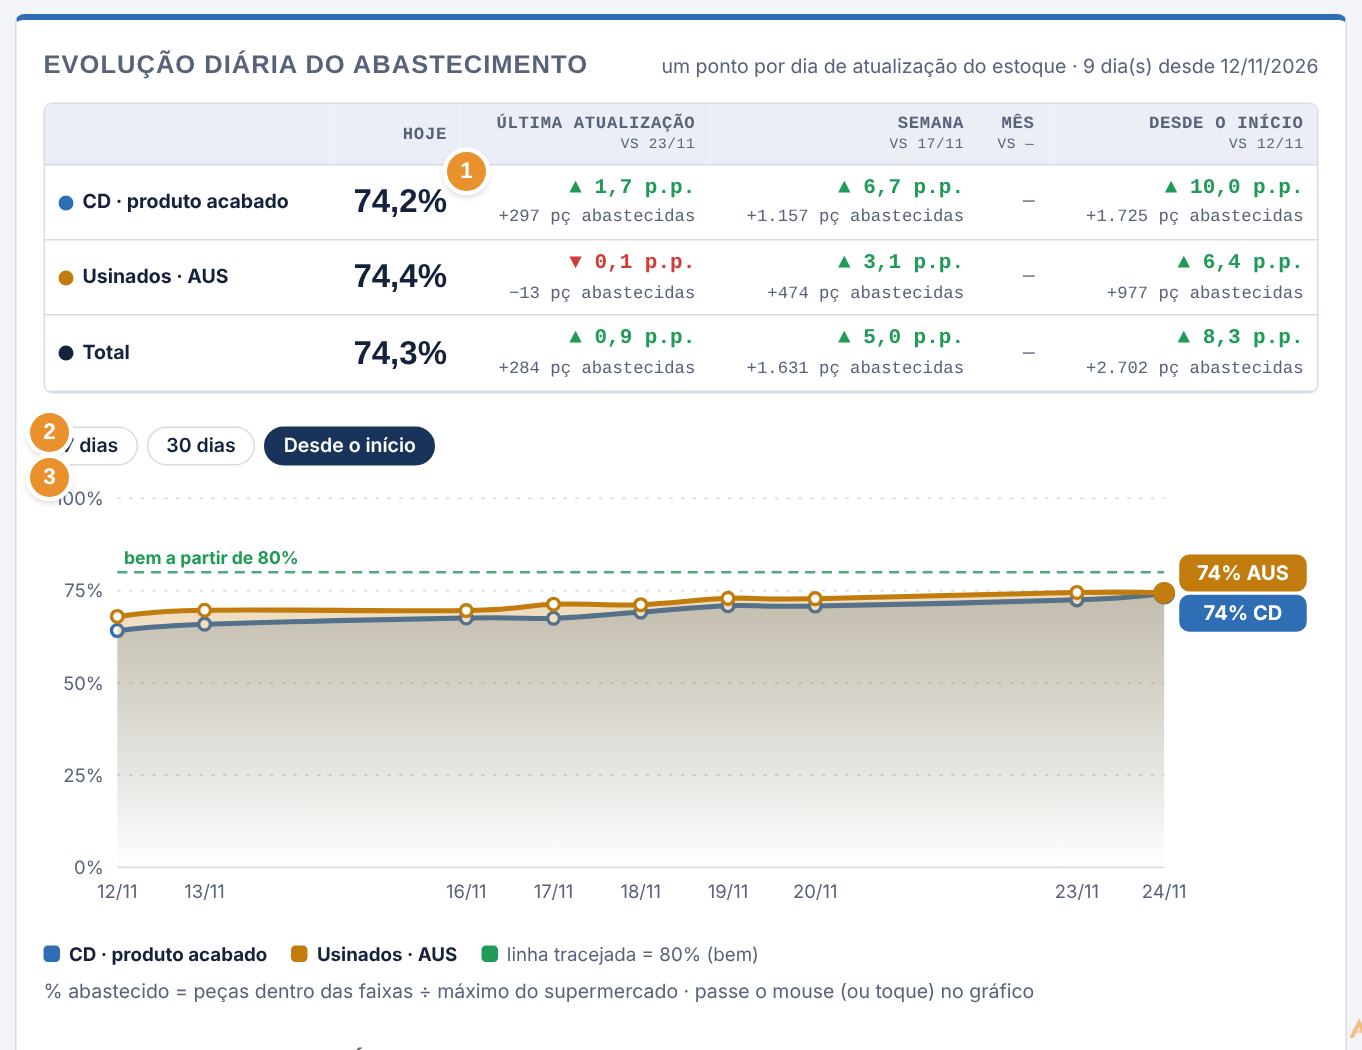 EVOLUÇÃO DIÁRIA DO ABASTECIMENTO
um ponto por dia de atualização do estoque · 9 dia(s) desde 12/11/2026
HOJE
ÚLTIMA ATUALIZAÇÃO
VS 23/11
SEMANA
VS 17/11
MÊS
VS —
DESDE O INÍCIO
VS 12/11
1
CD · produto acabado
74,2%
▲ 1,7 p.p.
+297 pç abastecidas
▲ 6,7 p.p.
+1.157 pç abastecidas
—
▲ 10,0 p.p.
+1.725 pç abastecidas
Usinados · AUS
74,4%
▼ 0,1 p.p.
−13 pç abastecidas
▲ 3,1 p.p.
+474 pç abastecidas
—
▲ 6,4 p.p.
+977 pç abastecidas
Total
74,3%
▲ 0,9 p.p.
+284 pç abastecidas
▲ 5,0 p.p.
+1.631 pç abastecidas
—
▲ 8,3 p.p.
+2.702 pç abastecidas
2
7 dias
30 dias
Desde o início
3
100%
bem a partir de 80%
75%
50%
25%
0%
74% AUS
74% CD
12/11
13/11
16/11
17/11
18/11
19/11
20/11
23/11
24/11
CD · produto acabado
Usinados · AUS
linha tracejada = 80% (bem)
% abastecido = peças dentro das faixas ÷ máximo do supermercado · passe o mouse (ou toque) no gráfico